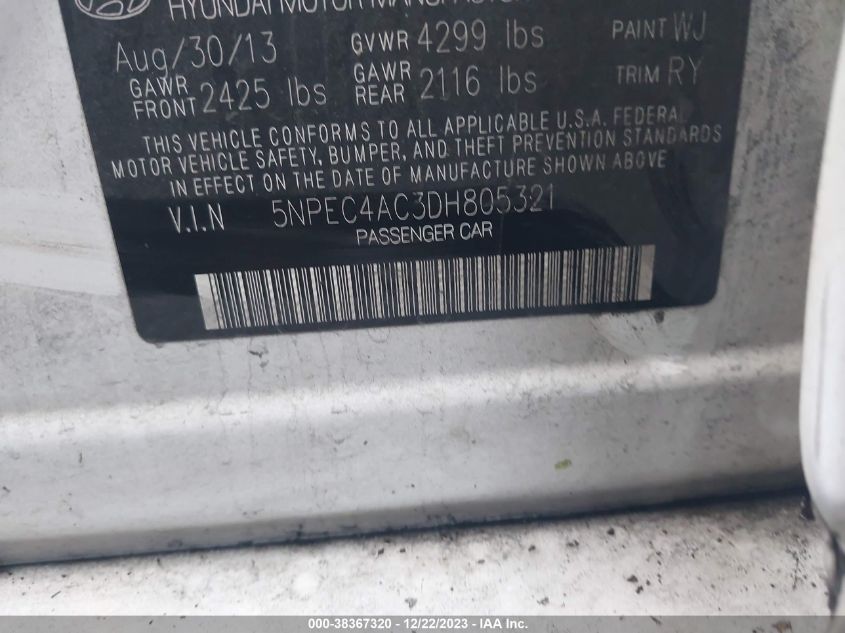 HYUNDAI MOTOR
Aug/30/13 GVWR 4299 lbs PAINT WJ
GAWR FRONT 2425 lbs GAWR REAR 2116 lbs TRIM RY
THIS VEHICLE CONFORMS TO ALL APPLICABLE U.S.A. FEDERAL
MOTOR VEHICLE SAFETY, BUMPER, AND THEFT PREVENTION STANDARDS
IN EFFECT ON THE DATE OF MANUFACTURE SHOWN ABOVE
V.I.N 5NPEC4AC3DH805321
PASSENGER CAR
000-38367320 - 12/22/2023 - IAA Inc.